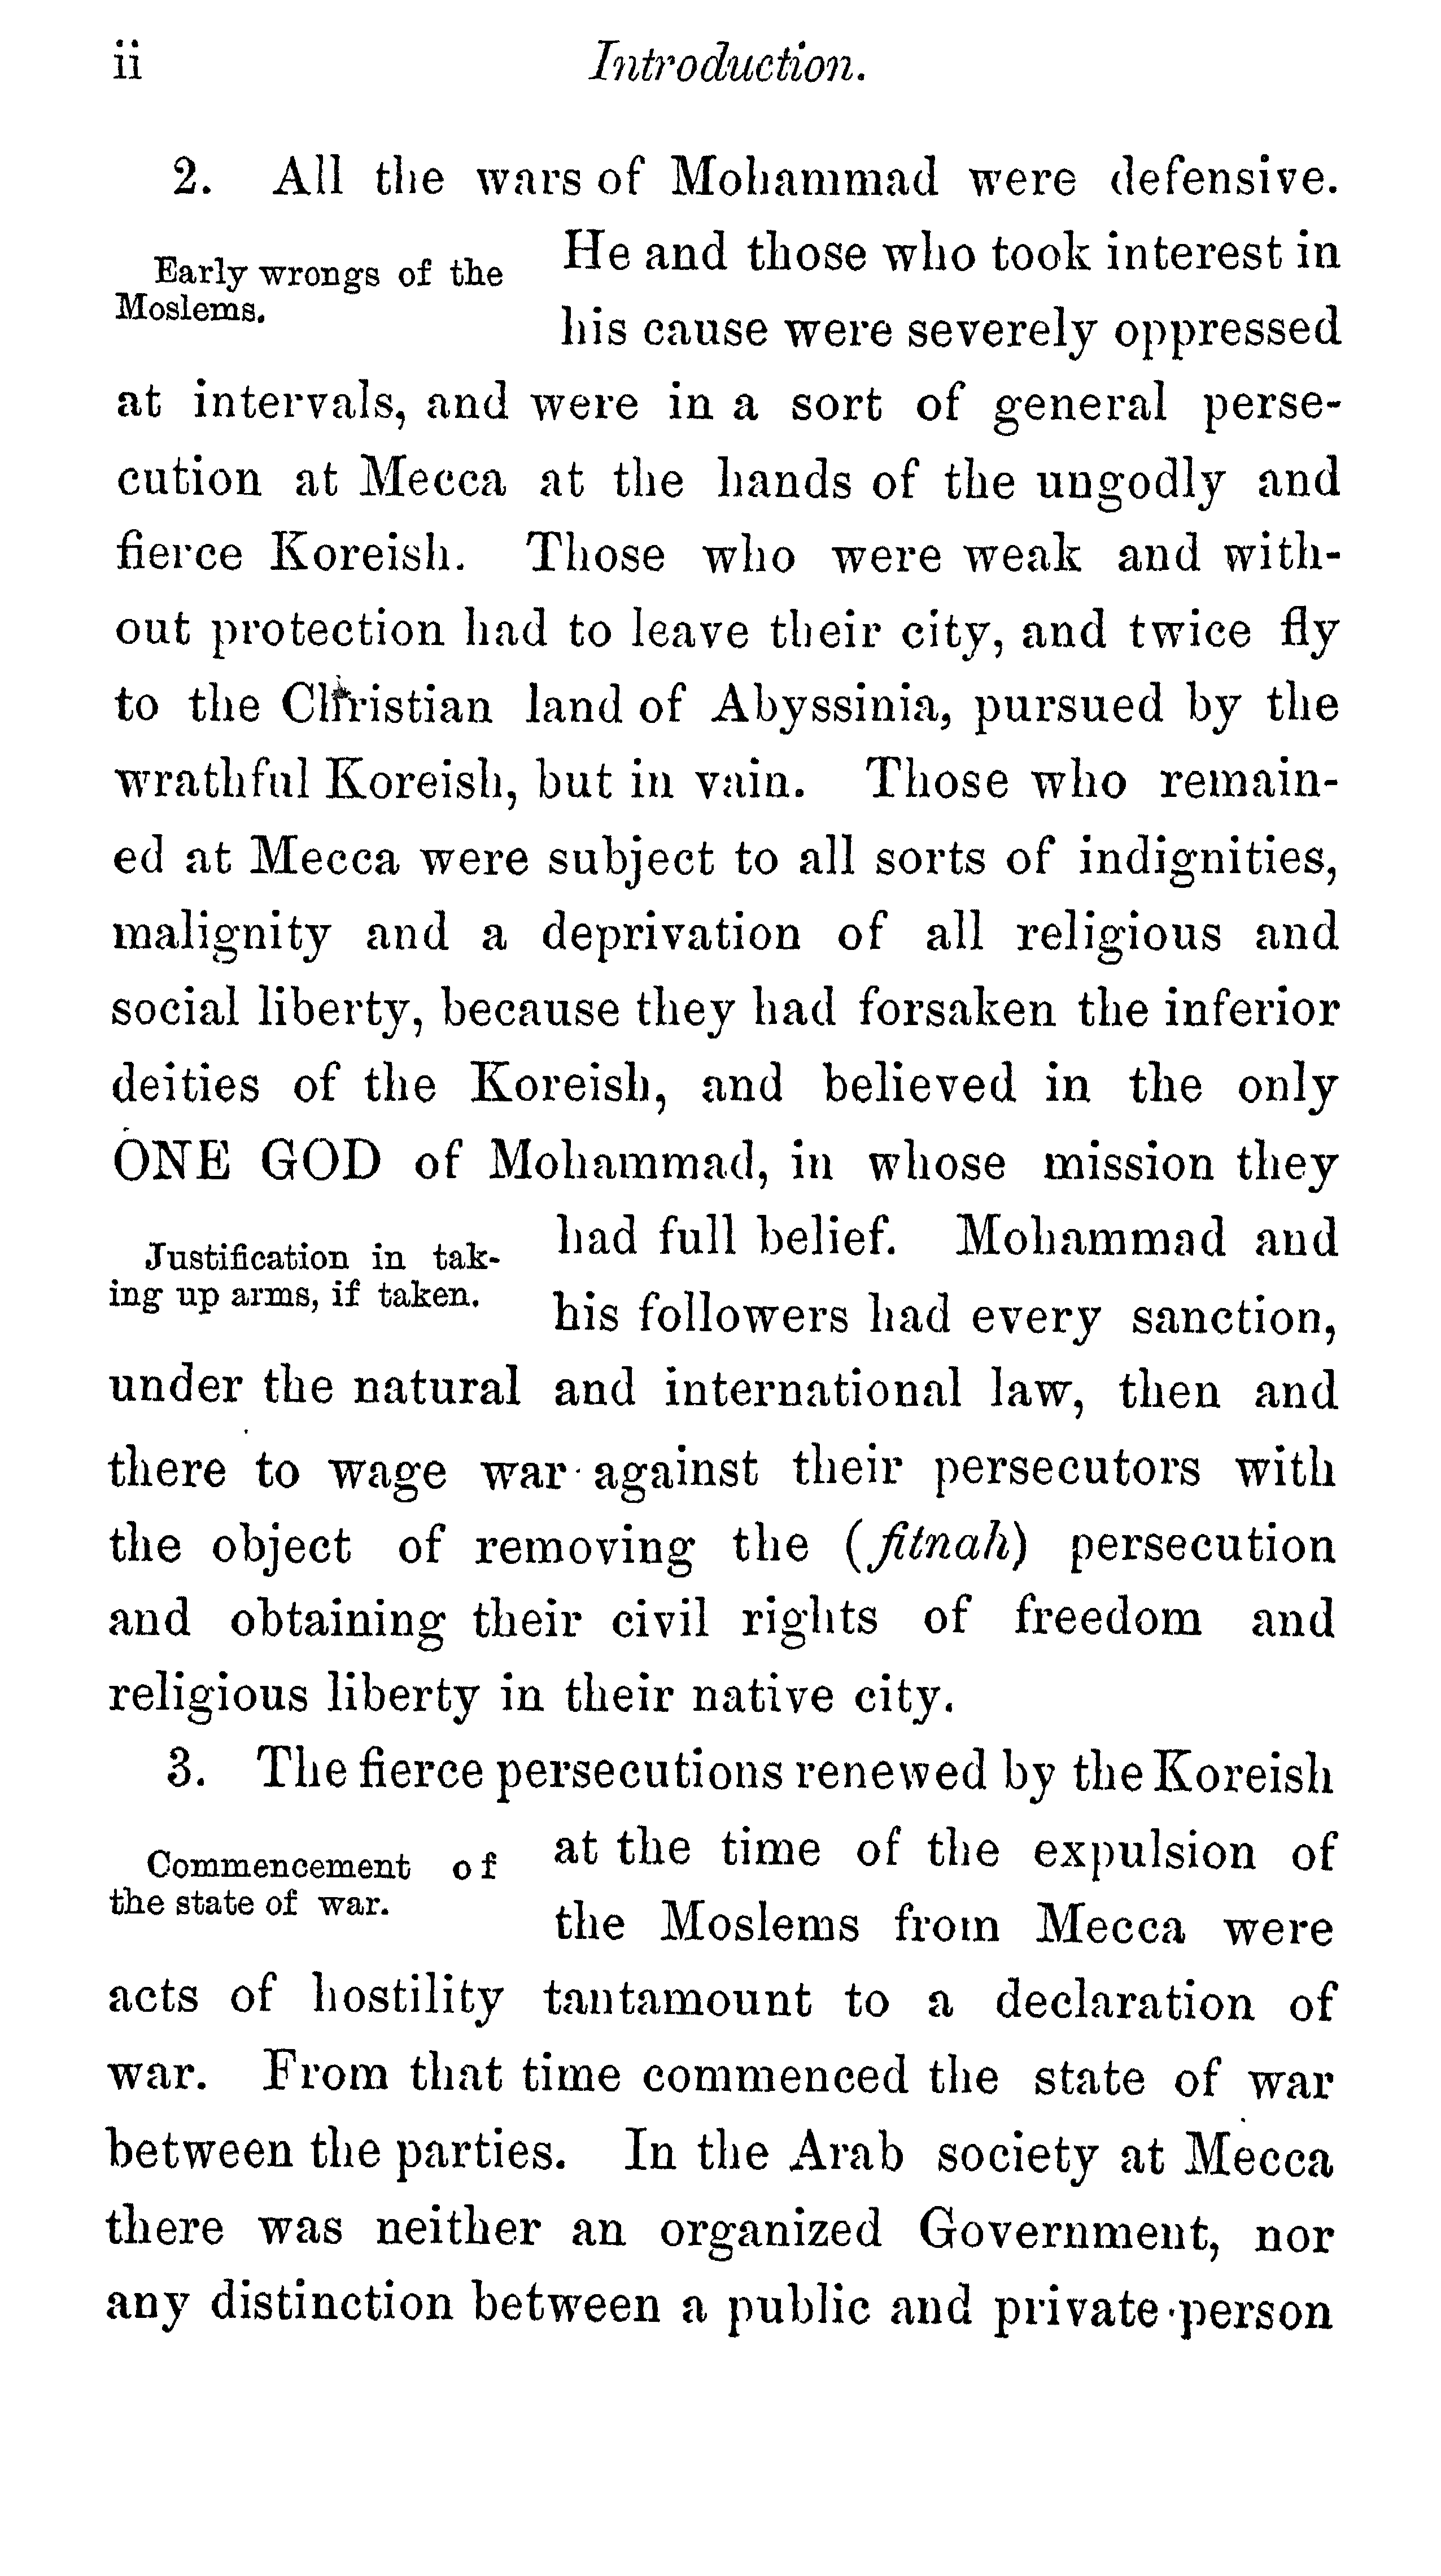 ii
Introduction.
2. All the wars of Mohammad were defensive.
Early wrongs of the
Moslems.
He and those who took interest in
his cause were severely oppressed
at intervals, and were in a sort of general perse-
cution at Mecca at the hands of the ungodly and
fierce Koreish. Those who were weak and with-
out protection had to leave their city, and twice fly
to the Christian land of Abyssinia, pursued by the
wrathful Koreish, but in vain. Those who remain-
ed at Mecca were subject to all sorts of indignities,
malignity and a deprivation of all religious and
social liberty, because they had forsaken the inferior
deities of the Koreish, and believed in the only
ONE GOD of Mohammad, in whose mission they
Justification in tak-
ing up arms, if taken.
had full belief. Mohammad and
his followers had every sanction,
under the natural and international law, then and
there to wage war against their persecutors with
the object of removing the (fitnah) persecution
and obtaining their civil rights of freedom and
religious liberty in their native city.
3. The fierce persecutions renewed by the Koreish
Commencement of
the state of war.
at the time of the expulsion of
the Moslems from Mecca were
acts of hostility tantamount to a declaration of
war. From that time commenced the state of war
between the parties. In the Arab society at Mecca
there was neither an organized Government, nor
any distinction between a public and private person